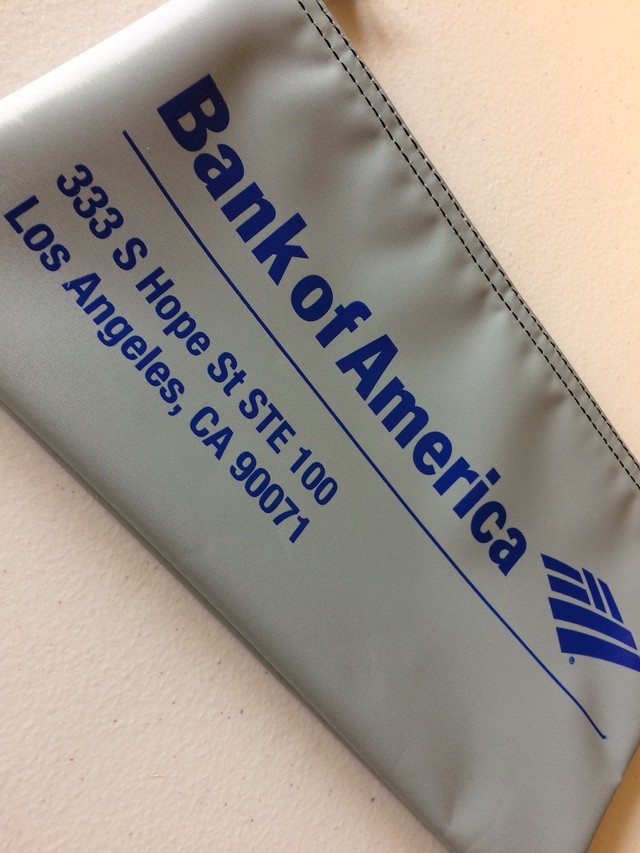 Bank of America
333 S Hope St STE 100
Los Angeles, CA 90071